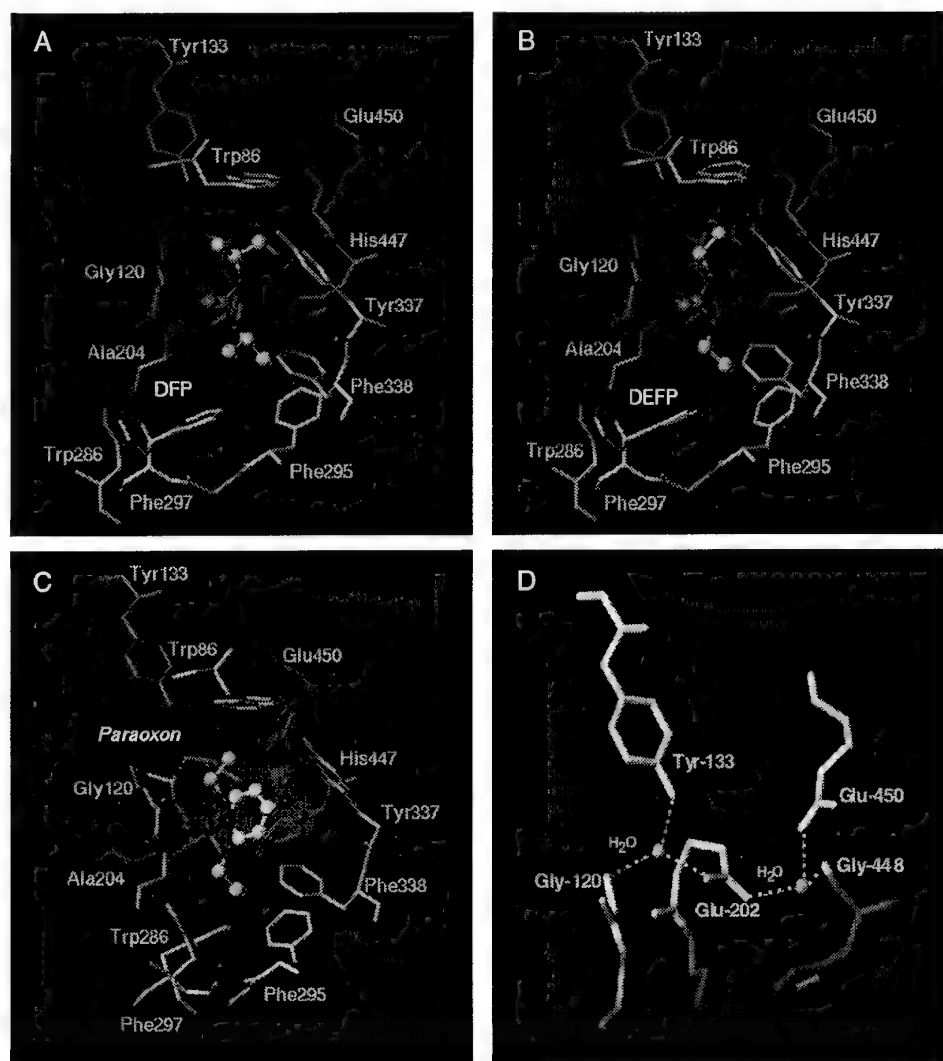 A
Tyr133
Trp86
Glu450
His447
Gly120
Tyr337
Ala204
DFP
Phe338
Trp286
Phe295
Phe297
B
Tyr133
Glu450
Trp86
His447
Gly120
Tyr337
Ala204
DEFP
Phe338
Trp286
Phe295
Phe297
C
Tyr133
Trp86
Glu450
Paraoxon
His447
Gly120
Tyr337
Ala204
Phe338
Trp286
Phe295
Phe297
D
Tyr-133
Glu-450
H₂O
H₂O
Gly-448
Gly-120
Glu-202